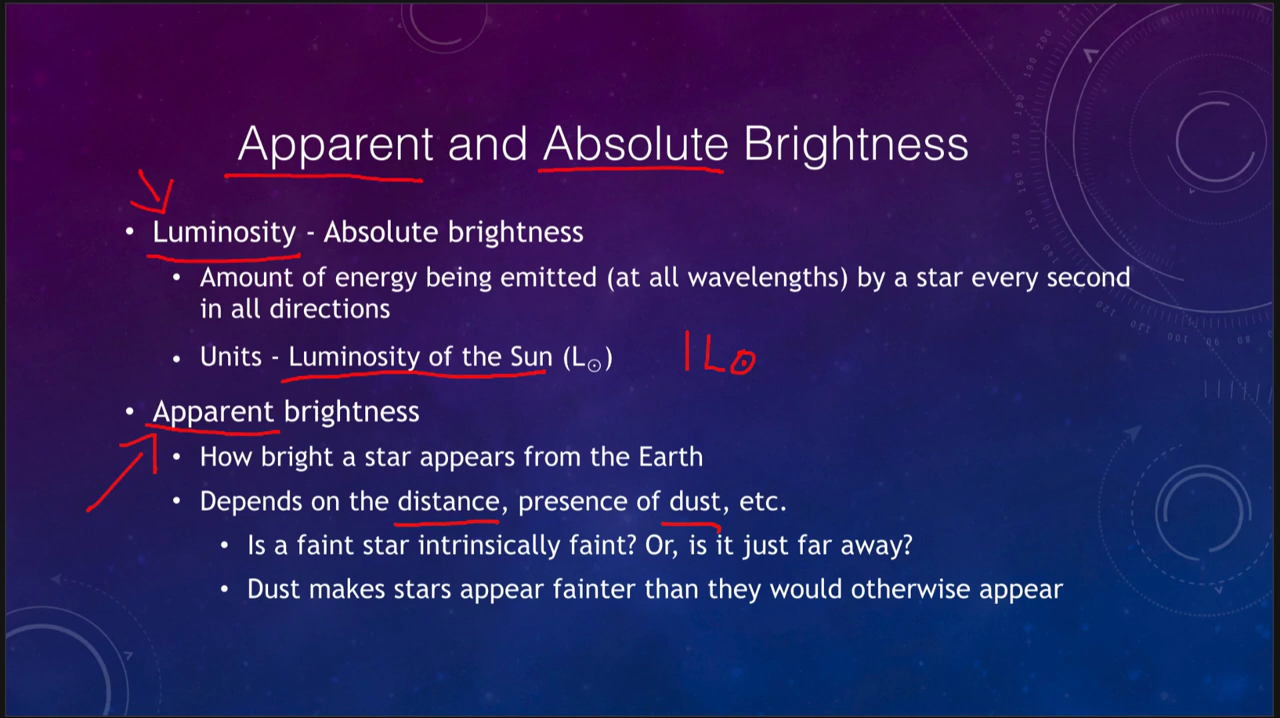 Apparent and Absolute Brightness
• Luminosity - Absolute brightness
• Amount of energy being emitted (at all wavelengths) by a star every second
in all directions
• Units - Luminosity of the Sun (L☉) 1L☉
• Apparent brightness
• How bright a star appears from the Earth
• Depends on the distance, presence of dust, etc.
• Is a faint star intrinsically faint? Or, is it just far away?
• Dust makes stars appear fainter than they would otherwise appear